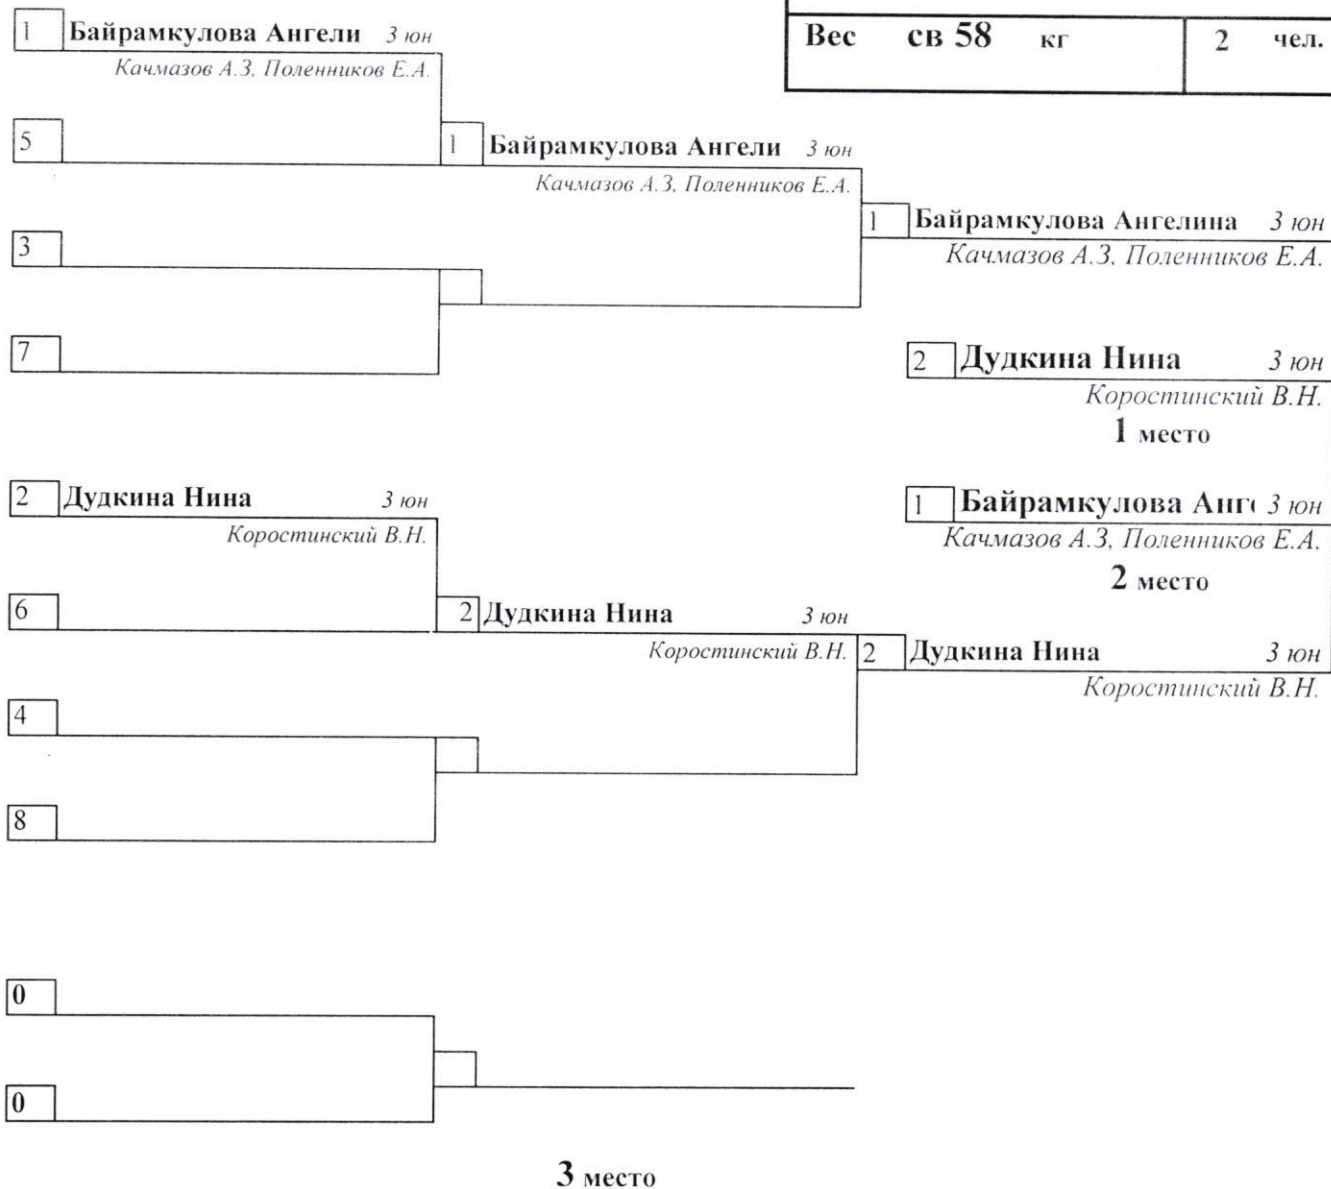 Вес св 58 кг 2 чел.
1 Байрамкулова Ангели 3 юн
Качмазов А.З, Поленников Е.А.
5
1 Байрамкулова Ангели 3 юн
Качмазов А.З, Поленников Е.А.
1 Байрамкулова Ангелина 3 юн
Качмазов А.З, Поленников Е.А.
3
7
2 Дудкина Нина 3 юн
Коростинский В.Н.
1 место
2 Дудкина Нина 3 юн
Коростинский В.Н.
1 Байрамкулова Анг 3 юн
Качмазов А.З, Поленников Е.А.
2 место
6
2 Дудкина Нина 3 юн
Коростинский В.Н.
2 Дудкина Нина 3 юн
Коростинский В.Н.
4
8
0
0
3 место